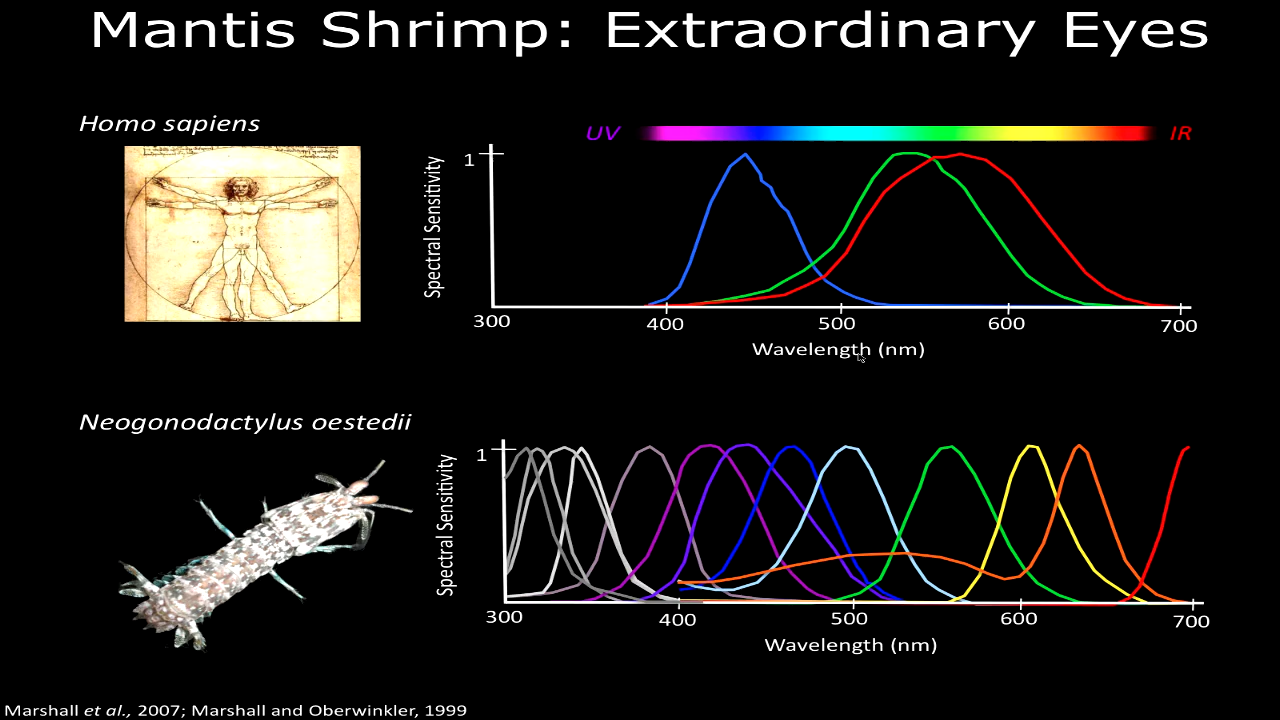 Mantis Shrimp: Extraordinary Eyes
Homo sapiens
UV
IR
Spectral Sensitivity
1
300 400 500 600 700
Wavelength (nm)
Neogonodactylus oestedii
Spectral Sensitivity
1
300 400 500 600 700
Wavelength (nm)
Marshall et al., 2007; Marshall and Oberwinkler, 1999